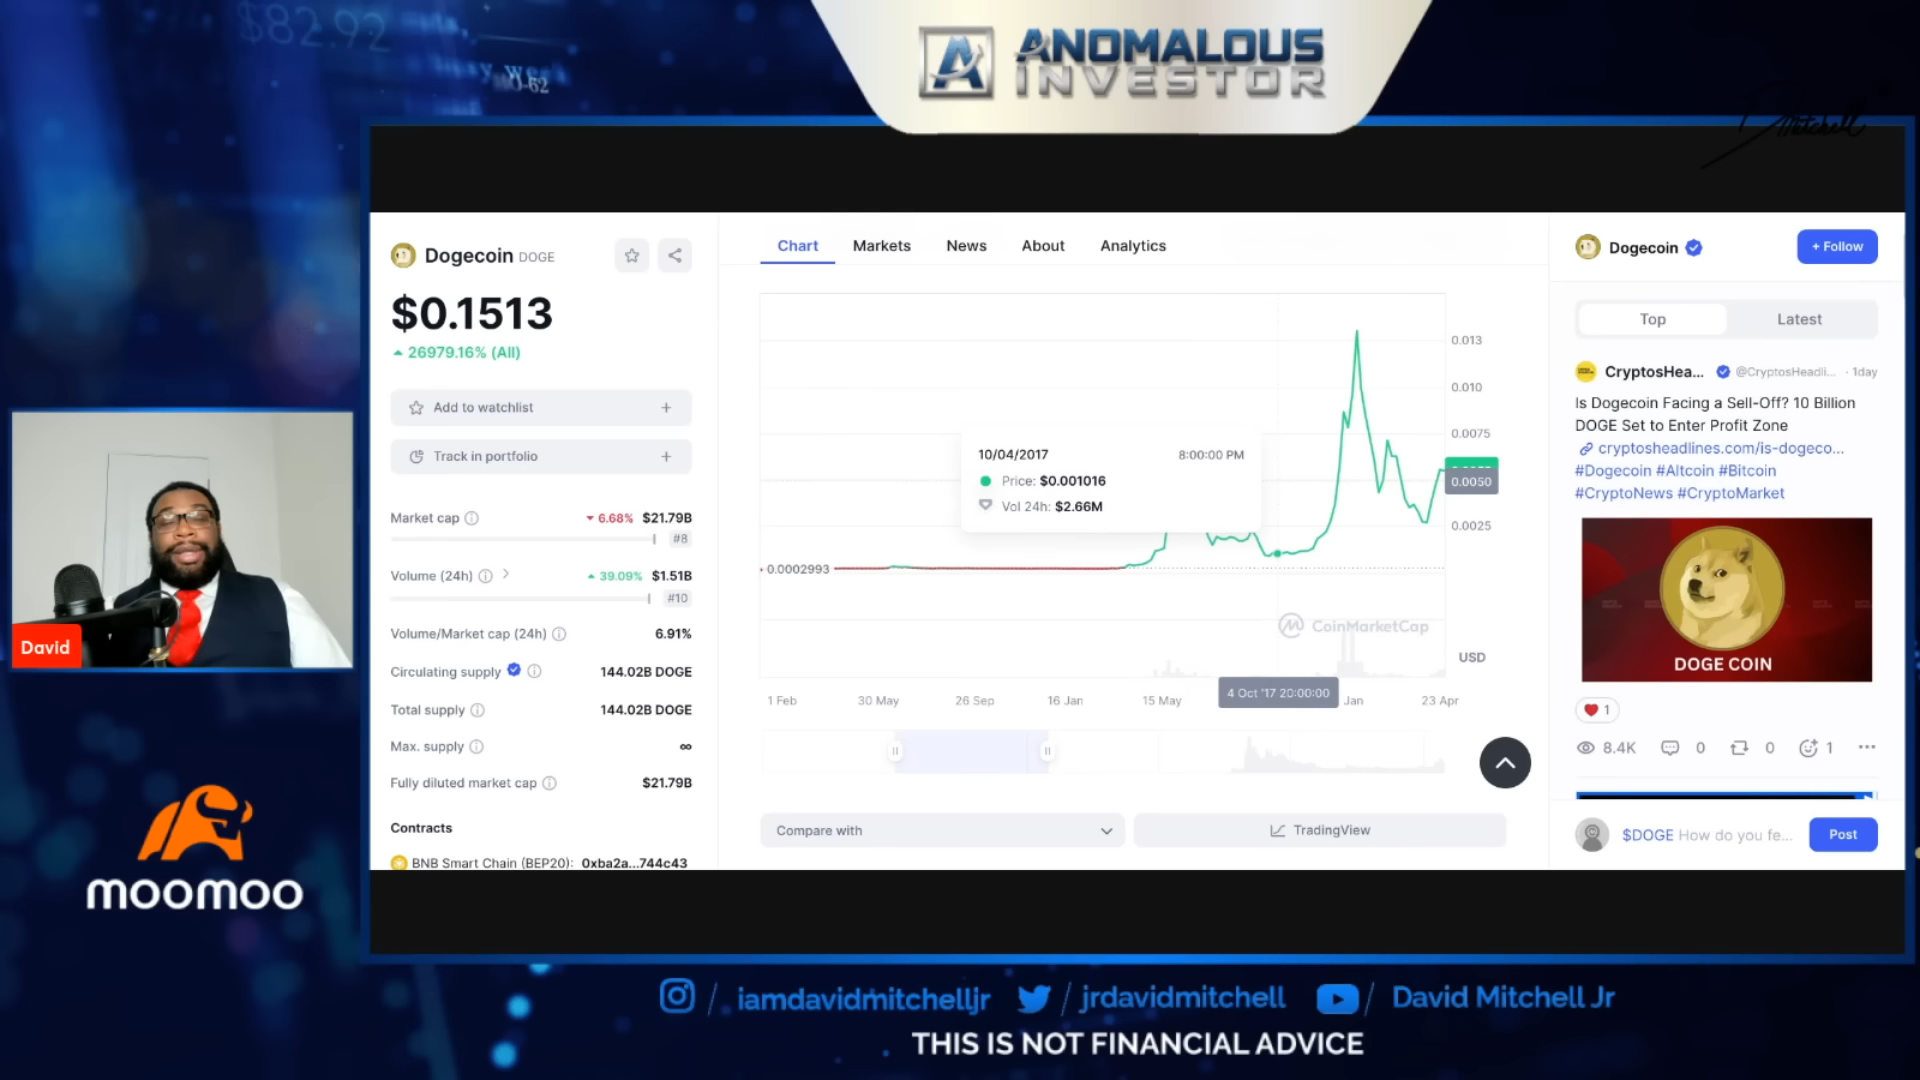 $82.92
ANOMALOUS
INVESTOR
Mitchell
Dogecoin DOGE
$0.1513
26979.16% (All)
Add to watchlist +
Track in portfolio +
Market cap 6.68% $21.79B
#8
Volume (24h) 39.09% $1.51B
#10
Volume/Market cap (24h) 6.91%
Circulating supply 144.02B DOGE
Total supply 144.02B DOGE
Max. supply ∞
Fully diluted market cap $21.79B
Contracts
BNB Smart Chain (BEP20): 0xba2a...744c43
Chart Markets News About Analytics
0.013
0.010
0.0075
0.0050
0.0025
10/04/2017 8:00:00 PM
Price: $0.001016
Vol 24h: $2.66M
0.0002993
CoinMarketCap
USD
1 Feb 30 May 26 Sep 16 Jan 15 May 4 Oct '17 20:00:00 Jan 23 Apr
Compare with
TradingView
Dogecoin
+ Follow
Top Latest
CryptosHea... @CryptosHeadli... · 1day
Is Dogecoin Facing a Sell-Off? 10 Billion
DOGE Set to Enter Profit Zone
cryptosheadlines.com/is-dogeco...
#Dogecoin #Altcoin #Bitcoin
#CryptoNews #CryptoMarket
DOGE COIN
1
8.4K 0 0 1 ...
$DOGE How do you fe... Post
David
moomoo
/ iamdavidmitchelljr / jrdavidmitchell / David Mitchell Jr
THIS IS NOT FINANCIAL ADVICE